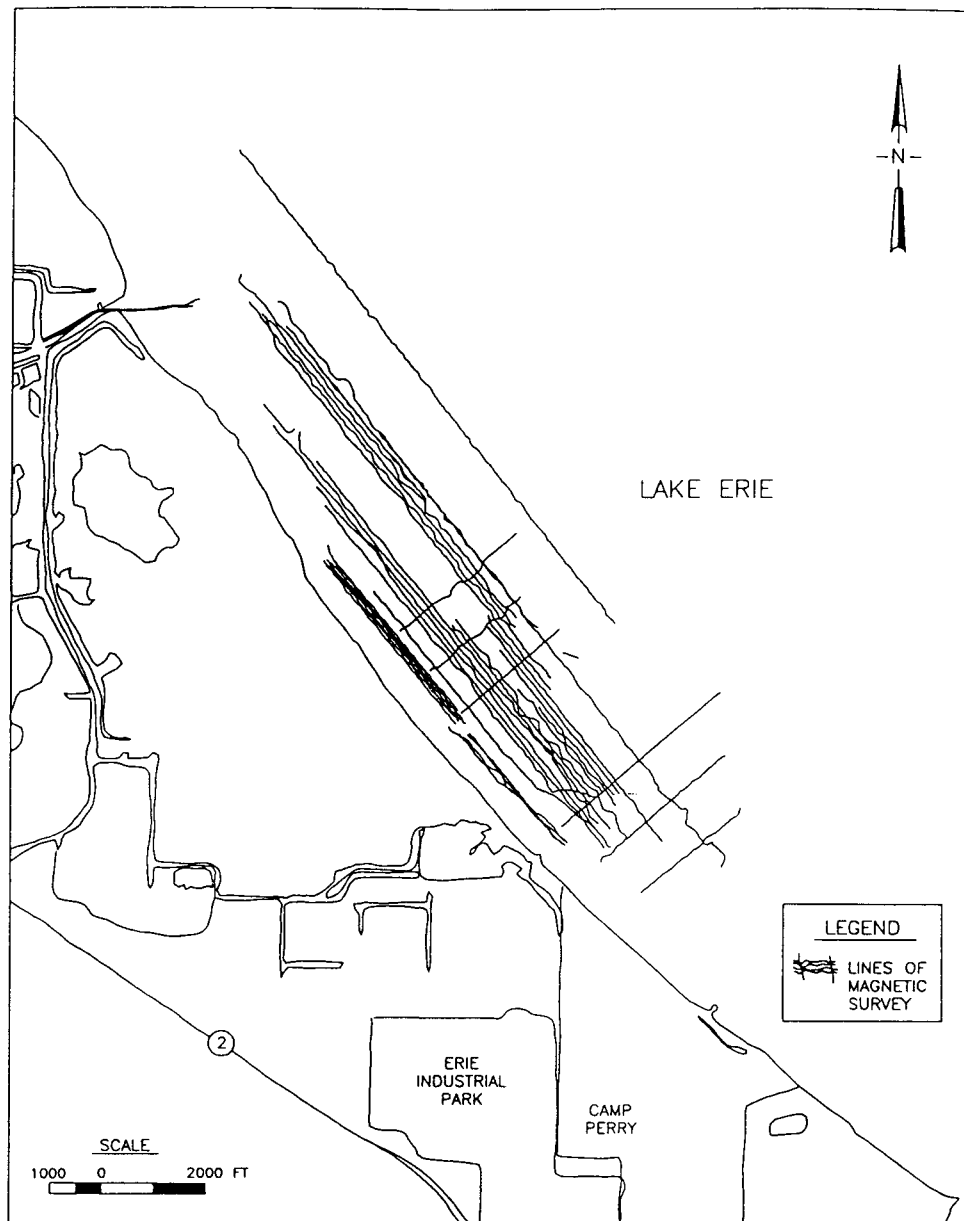 -N-
LAKE ERIE
LEGEND
LINES OF
MAGNETIC
SURVEY
2
ERIE
INDUSTRIAL
PARK
CAMP
PERRY
SCALE
1000 0 2000 FT